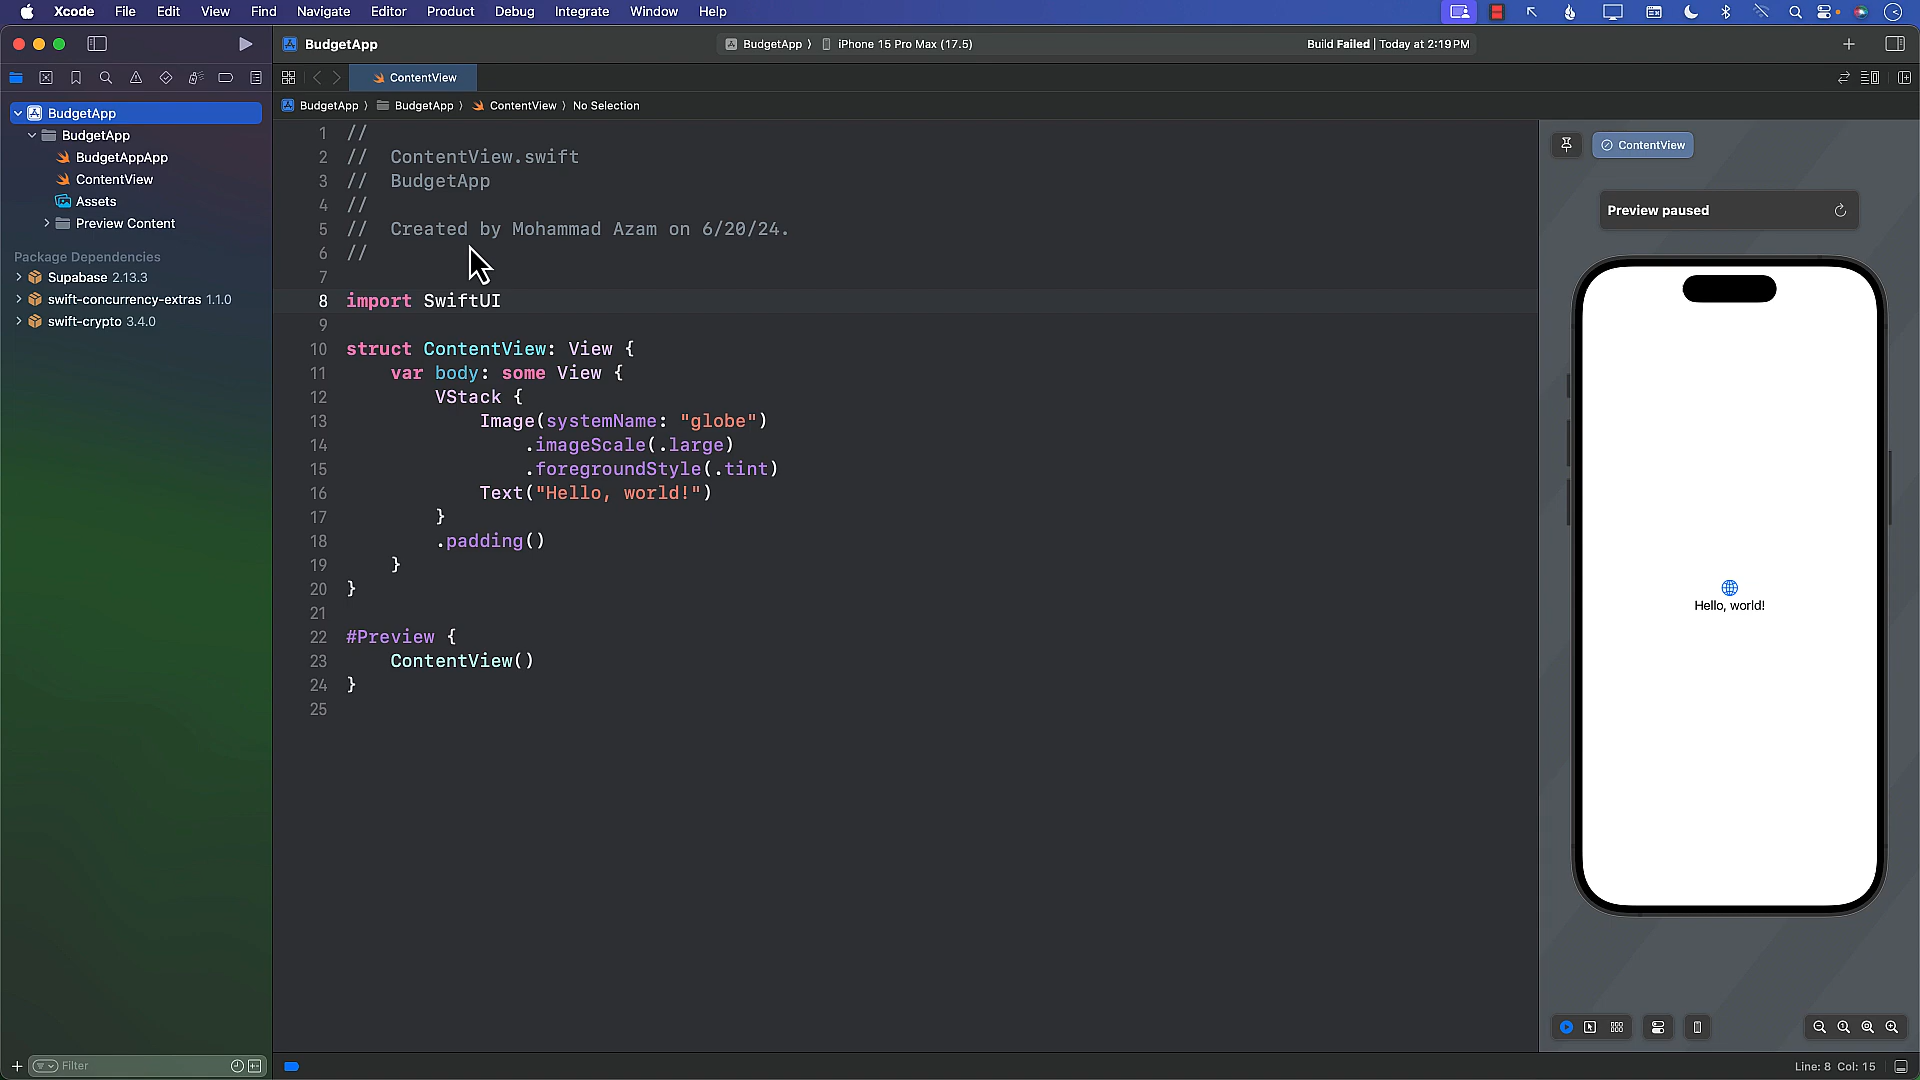 Xcode File Edit View Find Navigate Editor Product Debug Integrate Window Help
BudgetApp
BudgetApp 〉 iPhone 15 Pro Max (17.5)
Build Failed | Today at 2:19 PM
ContentView
BudgetApp 〉 BudgetApp 〉 ContentView 〉 No Selection
BudgetApp
BudgetApp
BudgetAppApp
ContentView
Assets
Preview Content
Package Dependencies
Supabase 2.13.3
swift-concurrency-extras 1.1.0
swift-crypto 3.4.0
Filter
1 //
2 //  ContentView.swift
3 //  BudgetApp
4 //
5 //  Created by Mohammad Azam on 6/20/24.
6 //
7
8 import SwiftUI
9
10 struct ContentView: View {
11     var body: some View {
12         VStack {
13             Image(systemName: "globe")
14                 .imageScale(.large)
15                 .foregroundStyle(.tint)
16             Text("Hello, world!")
17         }
18         .padding()
19     }
20 }
21
22 #Preview {
23     ContentView()
24 }
25
ContentView
Preview paused
Hello, world!
Line: 8 Col: 15